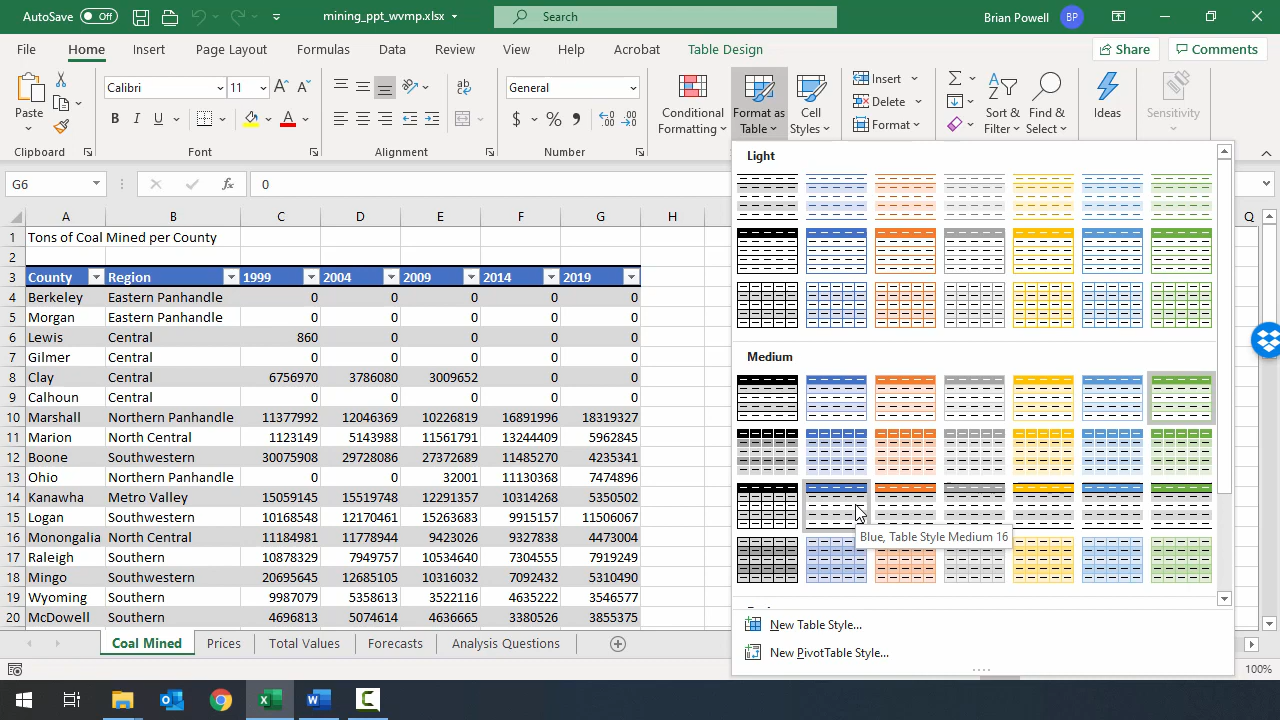 AutoSave Off mining_ppt_wvmp.xlsx Search Brian Powell BP
File Home Insert Page Layout Formulas Data Review View Help Acrobat Table Design Share Comments
Paste
Clipboard
Calibri 11
B I U A
Font
Alignment
General
$ % ,
Number
Conditional Formatting
Format as Table
Cell Styles
Insert
Delete
Format
Sort & Filter
Find & Select
Ideas
Sensitivity
G6 fx 0
A B C D E F G H Q
1 Tons of Coal Mined per County
2
3 County Region 1999 2004 2009 2014 2019
4 Berkeley Eastern Panhandle 0 0 0 0 0
5 Morgan Eastern Panhandle 0 0 0 0 0
6 Lewis Central 860 0 0 0 0
7 Gilmer Central 0 0 0 0 0
8 Clay Central 6756970 3786080 3009652 0 0
9 Calhoun Central 0 0 0 0 0
10 Marshall Northern Panhandle 11377992 12046369 10226819 16891996 18319327
11 Marion North Central 1123149 5143988 11561791 13244409 5962845
12 Boone Southwestern 30075908 29728086 27372689 11485270 4235341
13 Ohio Northern Panhandle 0 0 32001 11130368 7474896
14 Kanawha Metro Valley 15059145 15519748 12291357 10314268 5350502
15 Logan Southwestern 10168548 12170461 15263683 9915157 11506067
16 Monongalia North Central 11184981 11778944 9423026 9327838 4473004
17 Raleigh Southern 10878329 7949757 10534640 7304555 7919249
18 Mingo Southwestern 20695645 12685105 10316032 7092432 5310490
19 Wyoming Southern 9987079 5358613 3522116 4635222 3546577
20 McDowell Southern 4696813 5074614 4636665 3380526 3855375
Light
Medium
Blue, Table Style Medium 16
New Table Style...
New PivotTable Style...
Coal Mined Prices Total Values Forecasts Analysis Questions
100%